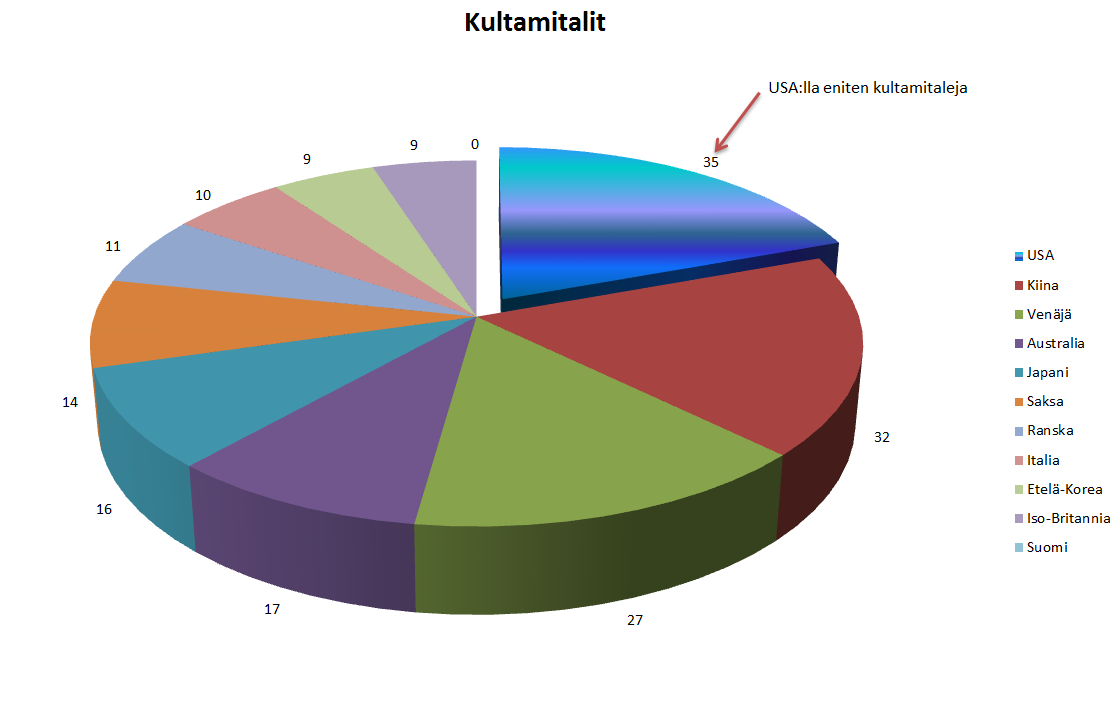 Kultamitalit
USA:lla eniten kultamitaleja
0
9
9
35
10
11
14
32
16
17
27
USA
Kiina
Venäjä
Australia
Japani
Saksa
Ranska
Italia
Etelä-Korea
Iso-Britannia
Suomi